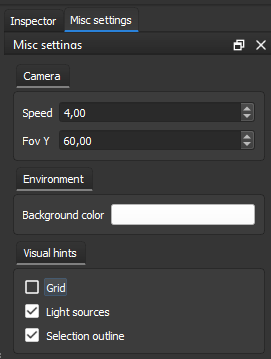 Inspector Misc settings
Misc settings
Camera
Speed 4,00
Fov Y 60,00
Environment
Background color
Visual hints
Grid
Light sources
Selection outline